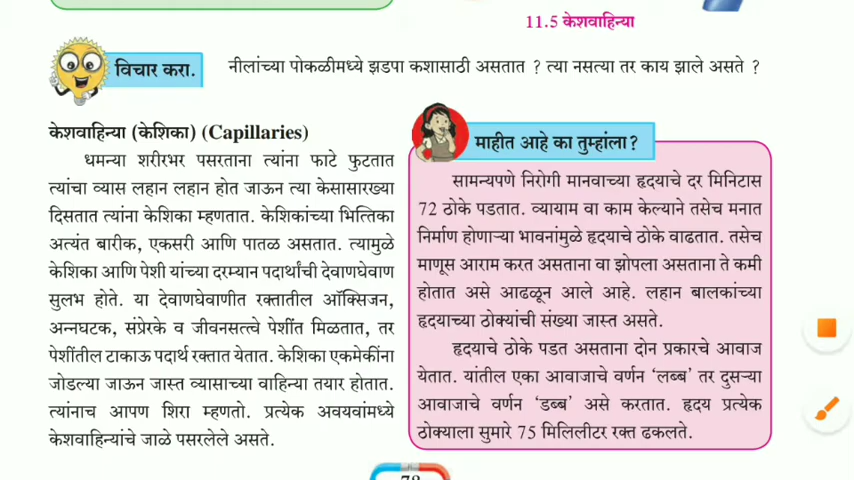 11.5 केशवाहिन्या
विचार करा.
नीलांच्या पोकळीमध्ये झडपा कशासाठी असतात ? त्या नसत्या तर काय झाले असते ?
केशवाहिन्या (केशिका) (Capillaries)
धमन्या शरीरभर पसरताना त्यांना फाटे फुटतात
त्यांचा व्यास लहान लहान होत जाऊन त्या केसासारख्या
दिसतात त्यांना केशिका म्हणतात. केशिकांच्या भित्तिका
अत्यंत बारीक, एकसरी आणि पातळ असतात. त्यामुळे
केशिका आणि पेशी यांच्या दरम्यान पदार्थांची देवाणघेवाण
सुलभ होते. या देवाणघेवाणीत रक्तातील ऑक्सिजन,
अन्नघटक, संप्रेरके व जीवनसत्त्वे पेशींत मिळतात, तर
पेशींतील टाकाऊ पदार्थ रक्तात येतात. केशिका एकमेकींना
जोडल्या जाऊन जास्त व्यासाच्या वाहिन्या तयार होतात.
त्यांनाच आपण शिरा म्हणतो. प्रत्येक अवयवांमध्ये
केशवाहिन्यांचे जाळे पसरलेले असते.
माहीत आहे का तुम्हांला?
सामान्यपणे निरोगी मानवाच्या हृदयाचे दर मिनिटास
72 ठोके पडतात. व्यायाम वा काम केल्याने तसेच मनात
निर्माण होणाऱ्या भावनांमुळे हृदयाचे ठोके वाढतात. तसेच
माणूस आराम करत असताना वा झोपला असताना ते कमी
होतात असे आढळून आले आहे. लहान बालकांच्या
हृदयाच्या ठोक्यांची संख्या जास्त असते.
हृदयाचे ठोके पडत असताना दोन प्रकारचे आवाज
येतात. यांतील एका आवाजाचे वर्णन ‘लब्ब’ तर दुसऱ्या
आवाजाचे वर्णन ‘डब्ब’ असे करतात. हृदय प्रत्येक
ठोक्याला सुमारे 75 मिलिलीटर रक्त ढकलते.